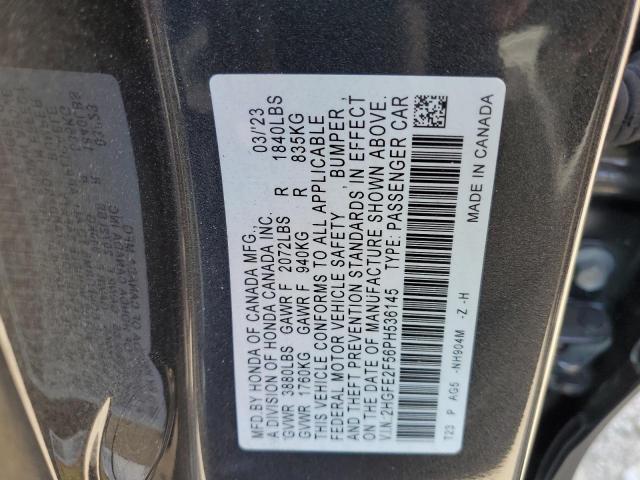 MFD BY HONDA OF CANADA MFG., 03/'23
A DIVISION OF HONDA CANADA INC.
GVWR 3880LBS GAWR F 2072LBS R 1840LBS
GVWR 1760KG GAWR F 940KG R 835KG
THIS VEHICLE CONFORMS TO ALL APPLICABLE
FEDERAL MOTOR VEHICLE SAFETY , BUMPER ,
AND THEFT PREVENTION STANDARDS IN EFFECT
ON THE DATE OF MANUFACTURE SHOWN ABOVE.
V.I.N. 2HGFE2F56PH536145 TYPE: PASSENGER CAR
T23 P AG5 -NH904M -Z -H MADE IN CANADA